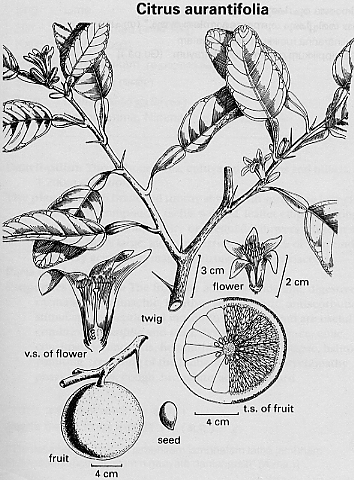 Citrus aurantifolia
3 cm
flower
2 cm
twig
v.s. of flower
t.s. of fruit
4 cm
seed
fruit
4 cm